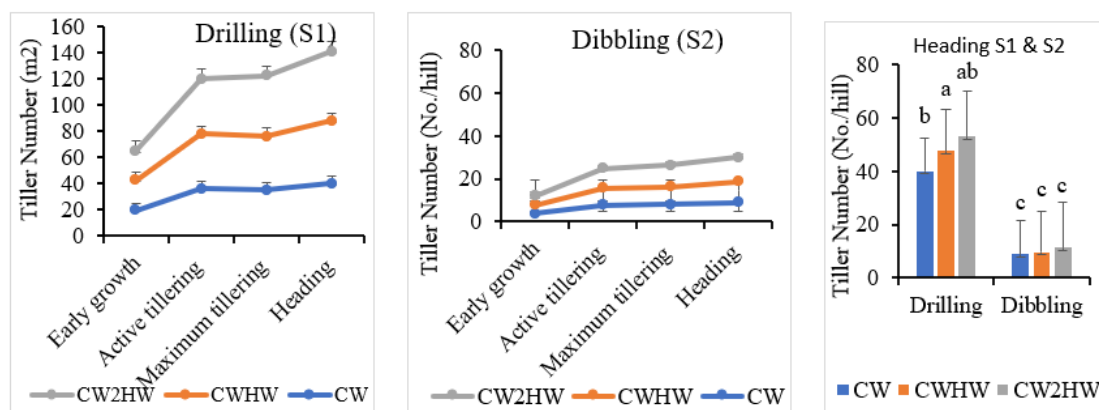 Drilling (S1)
Tiller Number (m2)
160
140
120
100
80
60
40
20
0
Early growth
Active tillering
Maximum tillering
Heading
CW2HW CWHW CW
Dibbling (S2)
Tiller Number (No./hill)
80
60
40
20
0
Early growth
Active tillering
Maximum tillering
Heading
CW2HW CWHW CW
Heading S1 & S2
Tiller Number (No./hill)
80
60
40
20
0
b
a
ab
c
c
c
Drilling Dibbling
CW CWHW CW2HW